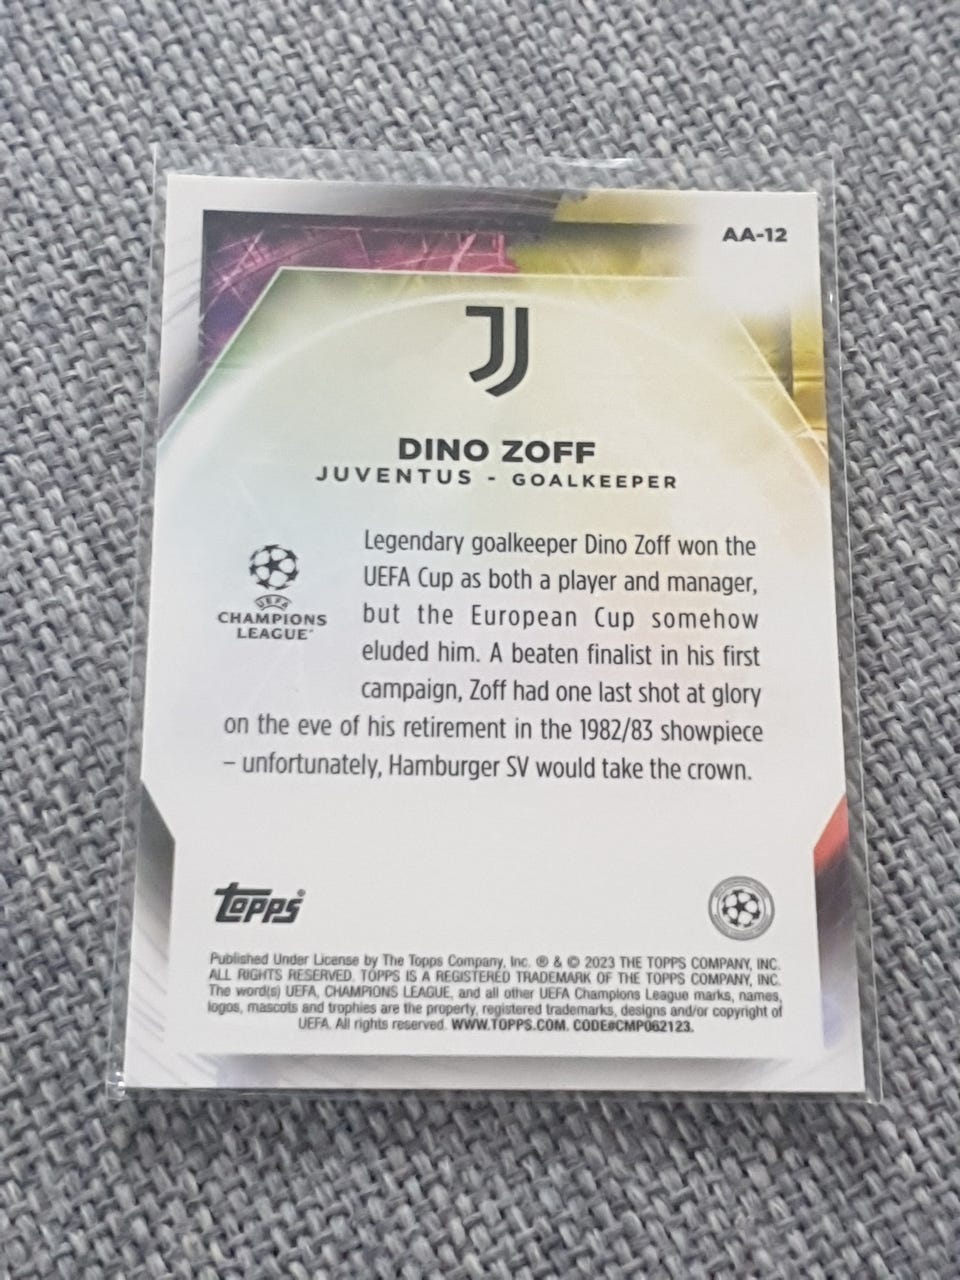 AA-12
DINO ZOFF
JUVENTUS - GOALKEEPER
Legendary goalkeeper Dino Zoff won the
UEFA Cup as both a player and manager,
but the European Cup somehow
eluded him. A beaten finalist in his first
campaign, Zoff had one last shot at glory
on the eve of his retirement in the 1982/83 showpiece
– unfortunately, Hamburger SV would take the crown.
UEFA
CHAMPIONS
LEAGUE
Topps®
Published Under License by The Topps Company, Inc. ® & © 2023 THE TOPPS COMPANY, INC.
ALL RIGHTS RESERVED. TOPPS IS A REGISTERED TRADEMARK OF THE TOPPS COMPANY, INC.
The word(s) UEFA, CHAMPIONS LEAGUE, and all other UEFA Champions League marks, names,
logos, mascots and trophies are the property, registered trademarks, designs and/or copyright of
UEFA. All rights reserved. WWW.TOPPS.COM. CODE#CMP062123.